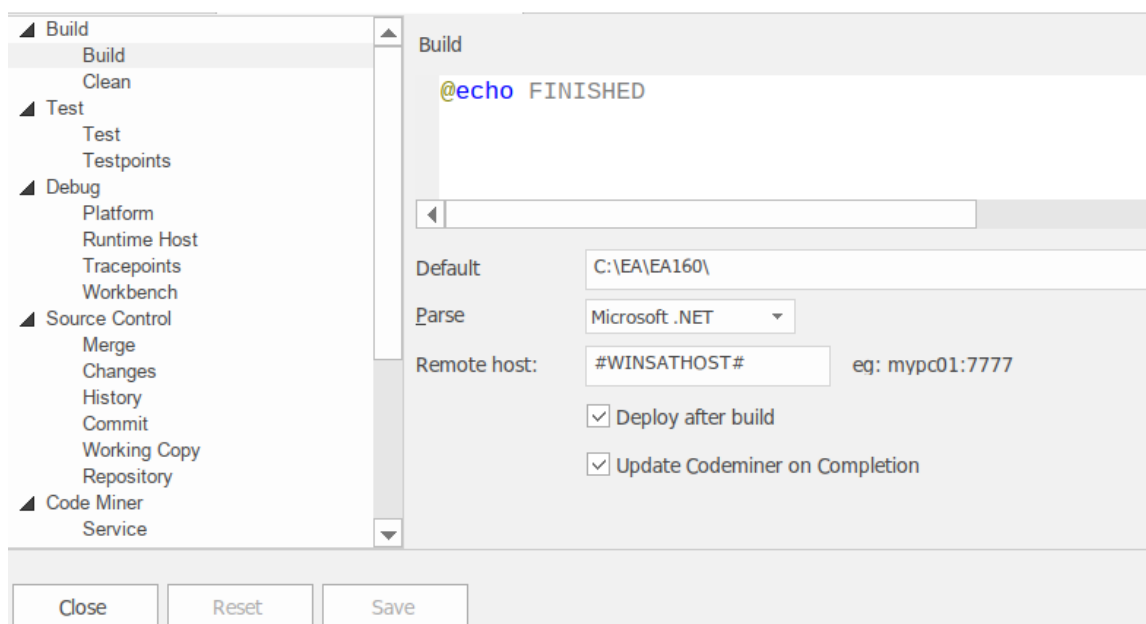 Build
Build
Clean
Test
Test
Testpoints
Debug
Platform
Runtime Host
Tracepoints
Workbench
Source Control
Merge
Changes
History
Commit
Working Copy
Repository
Code Miner
Service
Build
@echo FINISHED
Default C:\EA\EA160\
Parse Microsoft .NET
Remote host: #WINSATHOST# eg: mypc01:7777
Deploy after build
Update Codeminer on Completion
Close Reset Save